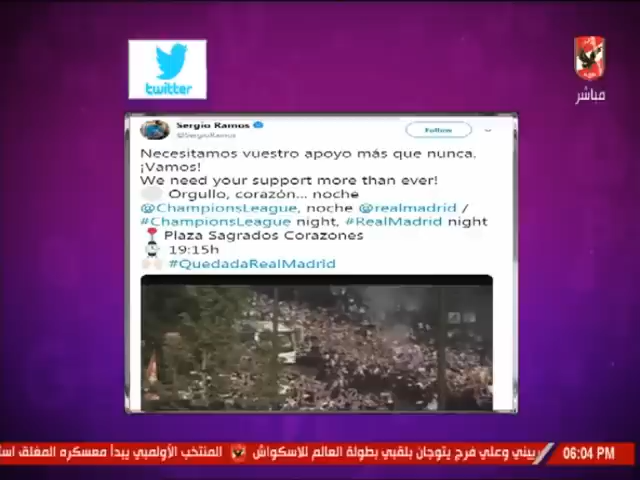 twitter
مباشر
Sergio Ramos
@SergioRamos
Follow
Necesitamos vuestro apoyo más que nunca.
¡Vamos!
We need your support more than ever!
Orgullo, corazón... noche
@ChampionsLeague, noche @realmadrid /
#ChampionsLeague night, #RealMadrid night
Plaza Sagrados Corazones
19:15h
#QuedadaRealMadrid
ريني وعلي فرج يتوجان بلقبي بطولة العالم للاسكواش
المنتخب الأولمبي يبدأ معسكره المغلق
06:04 PM